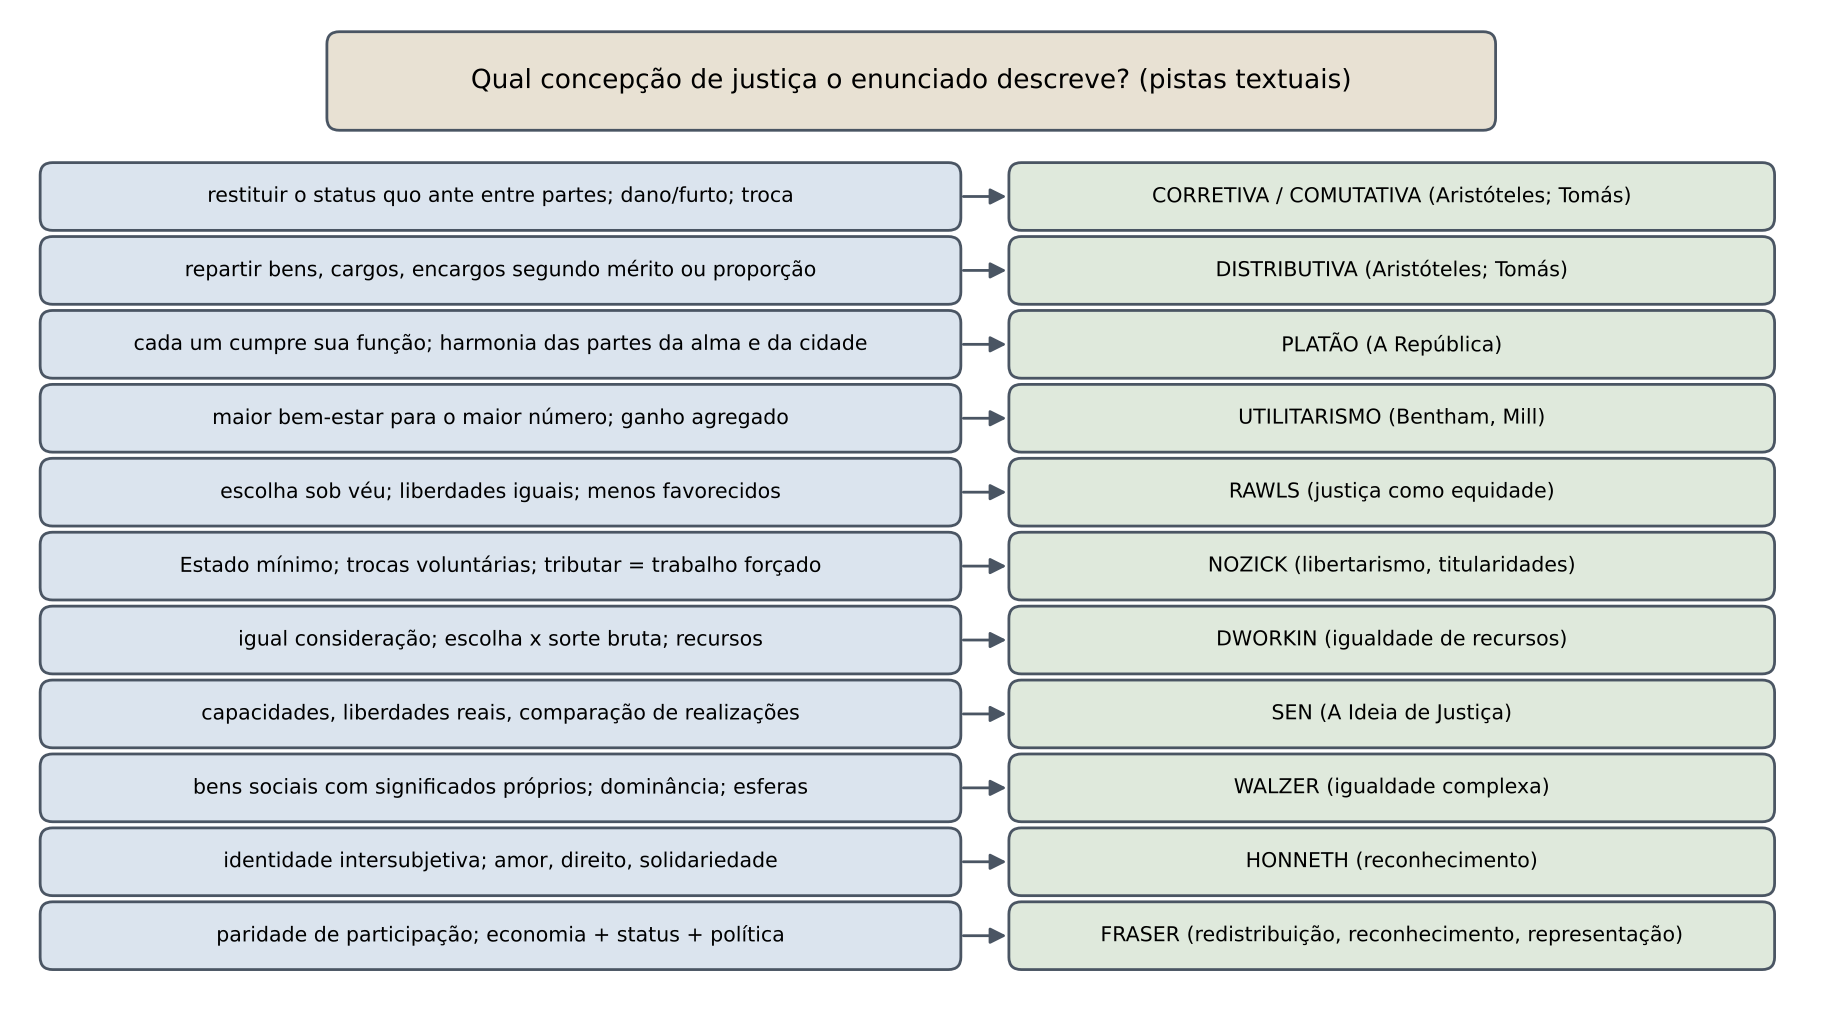 Qual concepção de justiça o enunciado descreve? (pistas textuais)
restituir o status quo ante entre partes; dano/furto; troca
CORRETIVA / COMUTATIVA (Aristóteles; Tomás)
repartir bens, cargos, encargos segundo mérito ou proporção
DISTRIBUTIVA (Aristóteles; Tomás)
cada um cumpre sua função; harmonia das partes da alma e da cidade
PLATÃO (A República)
maior bem-estar para o maior número; ganho agregado
UTILITARISMO (Bentham, Mill)
escolha sob véu; liberdades iguais; menos favorecidos
RAWLS (justiça como equidade)
Estado mínimo; trocas voluntárias; tributar = trabalho forçado
NOZICK (libertarismo, titularidades)
igual consideração; escolha x sorte bruta; recursos
DWORKIN (igualdade de recursos)
capacidades, liberdades reais, comparação de realizações
SEN (A Ideia de Justiça)
bens sociais com significados próprios; dominância; esferas
WALZER (igualdade complexa)
identidade intersubjetiva; amor, direito, solidariedade
HONNETH (reconhecimento)
paridade de participação; economia + status + política
FRASER (redistribuição, reconhecimento, representação)